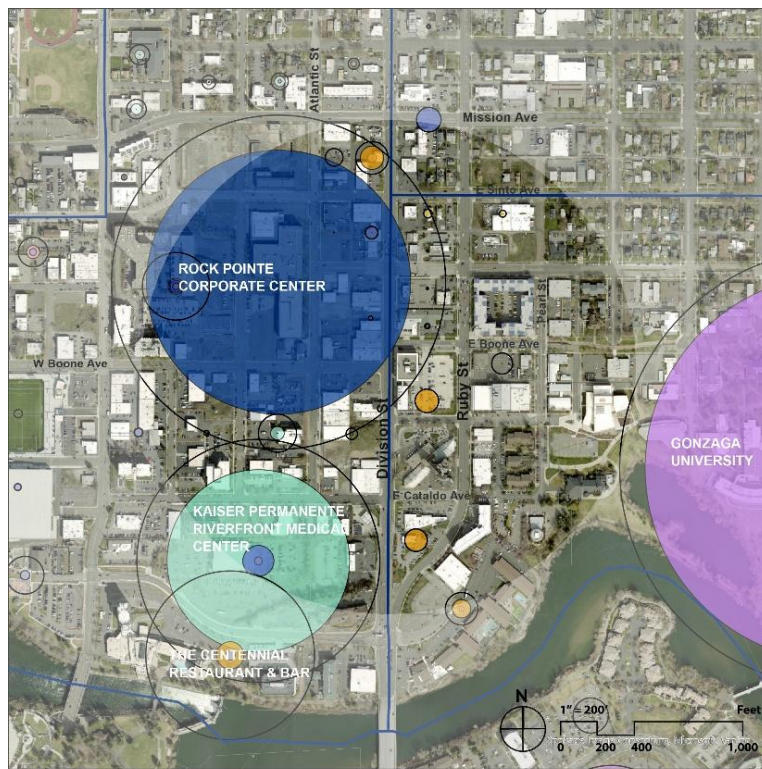 Atlantic St
Mission Ave
E Sinto Ave
ROCK POINTE
CORPORATE CENTER
Pearl St
E Boone Ave
W Boone Ave
Ruby St
Division St
GONZAGA
UNIVERSITY
E Cataldo Ave
KAISER PERMANENTE
RIVERFRONT MEDICAL
CENTER
THE CENTENNIAL
RESTAURANT & BAR
N
1" = 200'
Feet
0 200 400 1,000